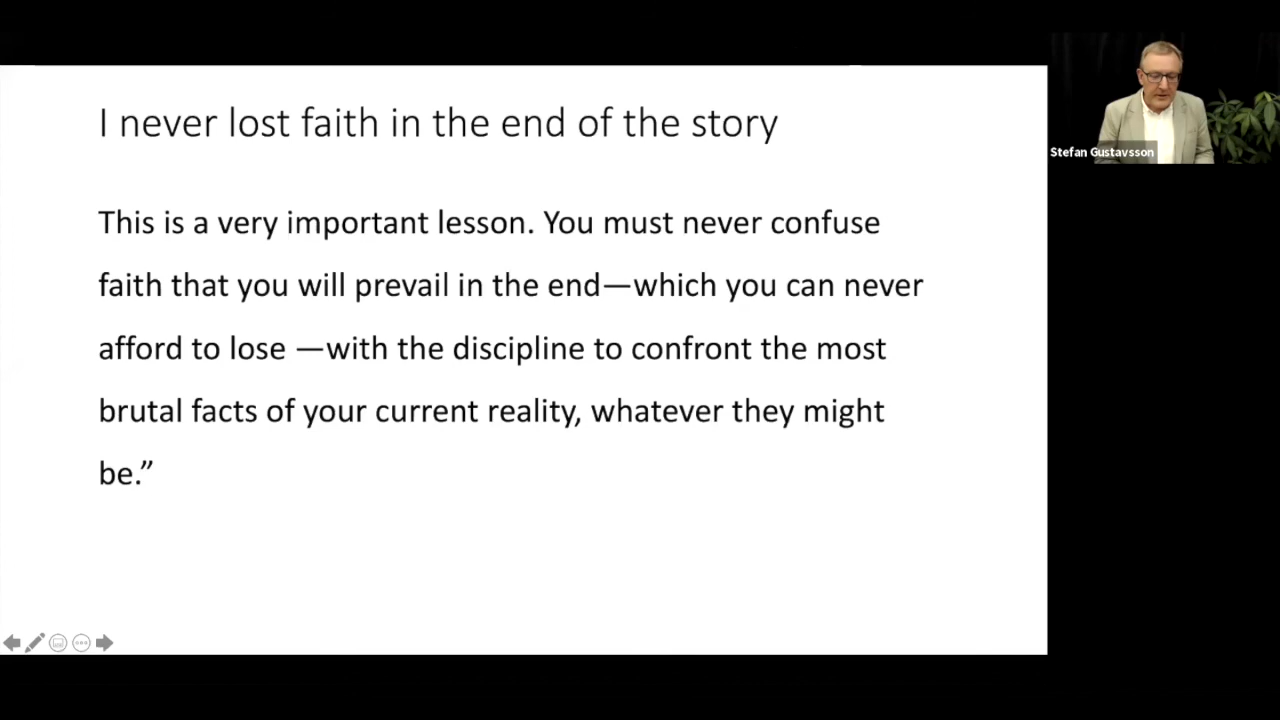 I never lost faith in the end of the story
This is a very important lesson. You must never confuse
faith that you will prevail in the end—which you can never
afford to lose —with the discipline to confront the most
brutal facts of your current reality, whatever they might
be.”
Stefan Gustavsson